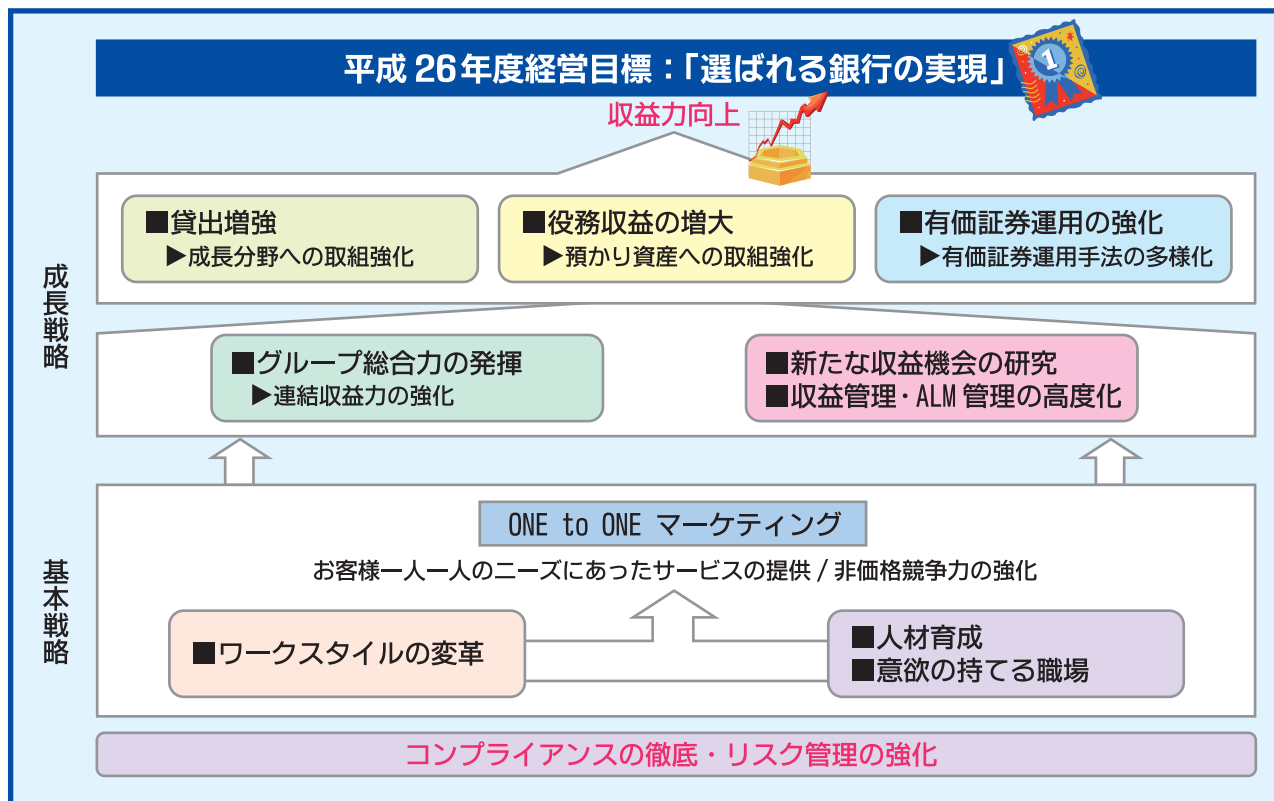 平成26年度経営目標:「選ばれる銀行の実現」
1
収益力向上
成長戦略
■貸出増強
▶成長分野への取組強化
■役務収益の増大
▶預かり資産への取組強化
■有価証券運用の強化
▶有価証券運用手法の多様化
■グループ総合力の発揮
▶連結収益力の強化
■新たな収益機会の研究
■収益管理・ALM管理の高度化
基本戦略
ONE to ONE マーケティング
お客様一人一人のニーズにあったサービスの提供 / 非価格競争力の強化
■ワークスタイルの変革
■人材育成
■意欲の持てる職場
コンプライアンスの徹底・リスク管理の強化